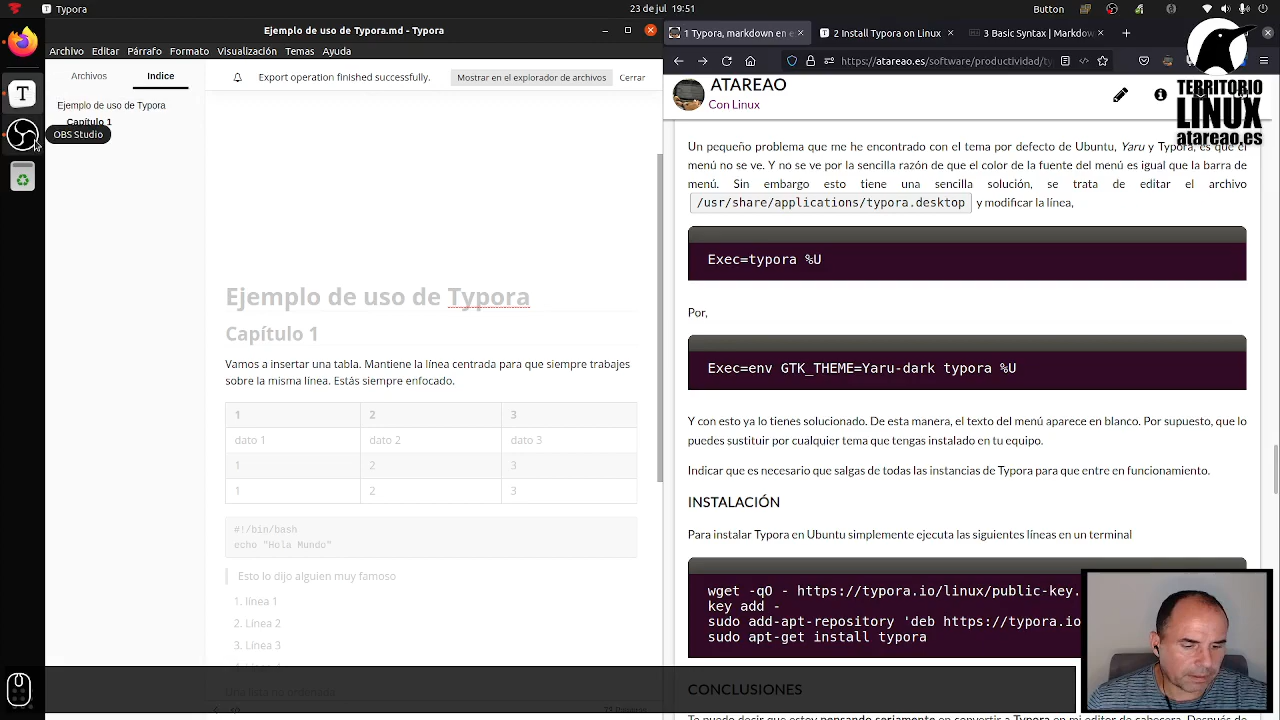 Typora
23 de jul 19:51
Ejemplo de uso de Typora.md - Typora
Archivo Editar Párrafo Formato Visualización Temas Ayuda
Archivos
Indice
Ejemplo de uso de Typora
Capítulo 1
OBS Studio
Export operation finished successfully.
Mostrar en el explorador de archivos
Cerrar
Ejemplo de uso de Typora
Capítulo 1
Vamos a insertar una tabla. Mantiene la línea centrada para que siempre trabajes
sobre la misma línea. Estás siempre enfocado.
1 2 3
dato 1 dato 2 dato 3
1 2 3
1 2 3
#!/bin/bash
echo "Hola Mundo"
Esto lo dijo alguien muy famoso
1. línea 1
2. Línea 2
3. Línea 3
Una lista no ordenada
1 Typora, markdown en e
2 Install Typora on Linux
3 Basic Syntax | Markdown
https://atareao.es/software/productividad/ty
ATAREAO
Con Linux
TERRITORIO
LINUX
atareao.es
Un pequeño problema que me he encontrado con el tema por defecto de Ubuntu, Yaru y Typora, es que el
menú no se ve. Y no se ve por la sencilla razón de que el color de la fuente del menú es igual que la barra de
menú. Sin embargo esto tiene una sencilla solución, se trata de editar el archivo
/usr/share/applications/typora.desktop y modificar la línea,
Exec=typora %U
Por,
Exec=env GTK_THEME=Yaru-dark typora %U
Y con esto ya lo tienes solucionado. De esta manera, el texto del menú aparece en blanco. Por supuesto, que lo
puedes sustituir por cualquier tema que tengas instalado en tu equipo.
Indicar que es necesario que salgas de todas las instancias de Typora para que entre en funcionamiento.
INSTALACIÓN
Para instalar Typora en Ubuntu simplemente ejecuta las siguientes líneas en un terminal
wget -qO - https://typora.io/linux/public-key.
key add -
sudo add-apt-repository 'deb https://typora.io
sudo apt-get install typora
CONCLUSIONES